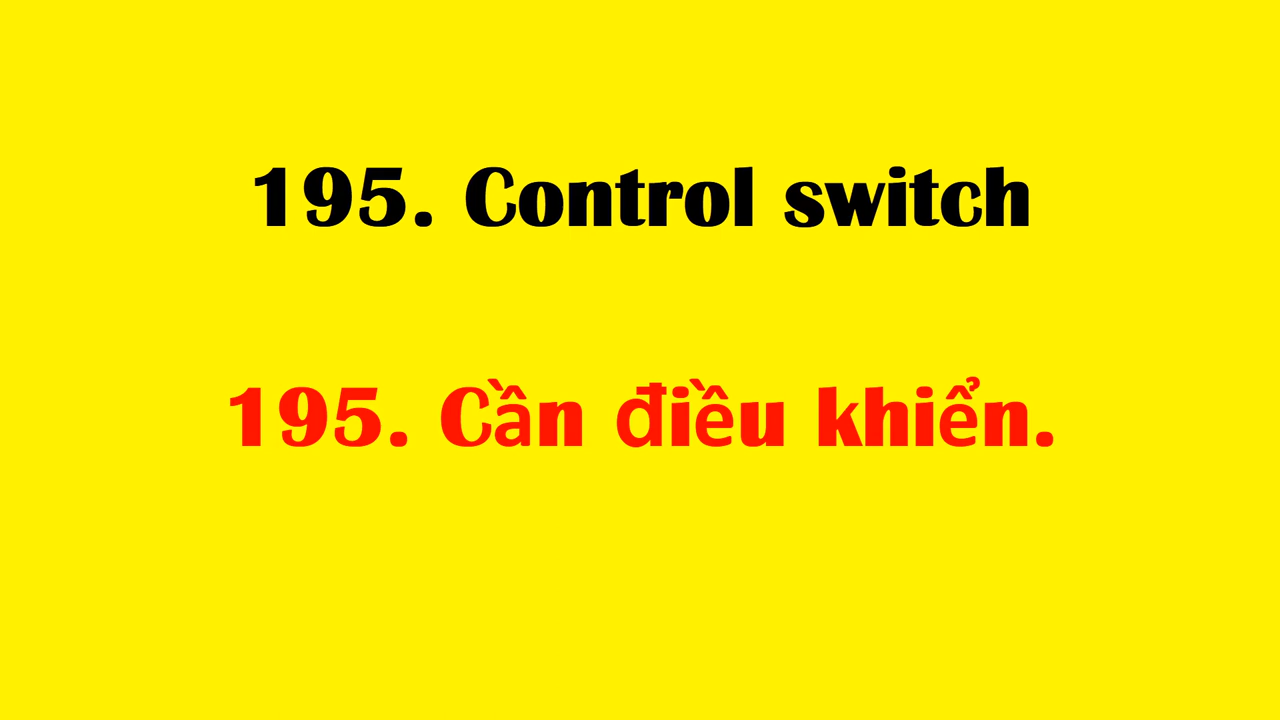 195. Control switch
195. Cần điều khiển.